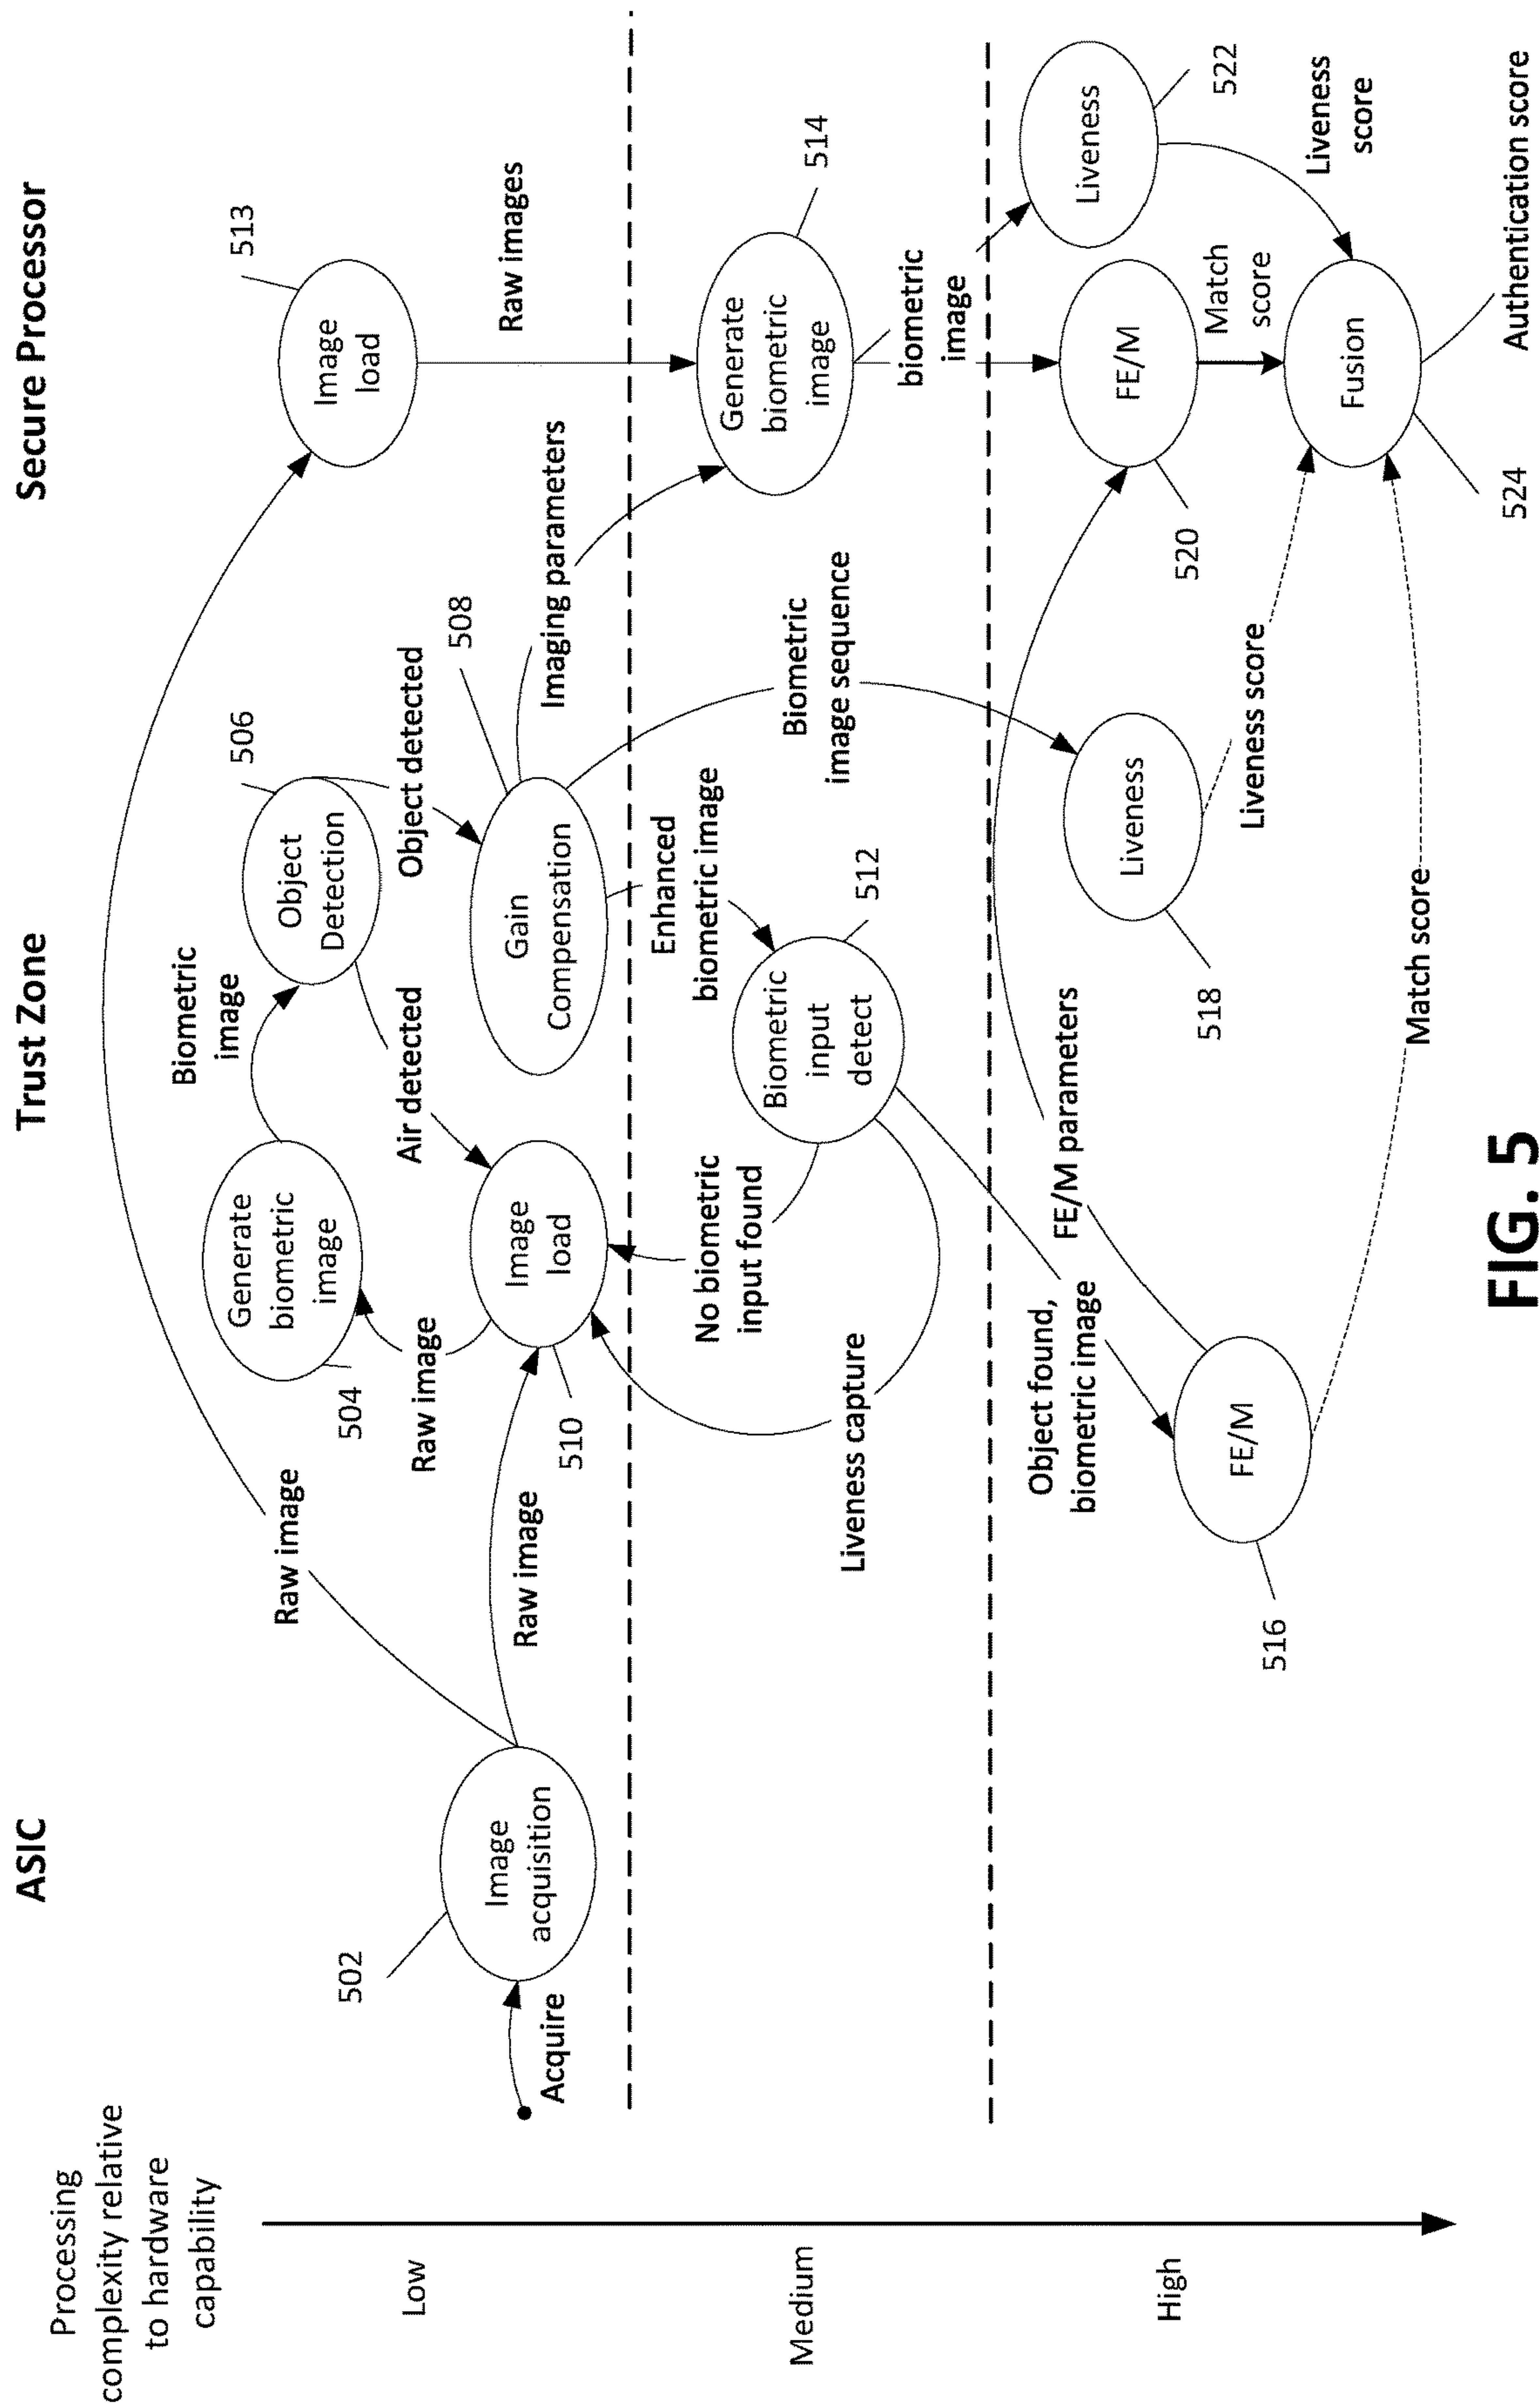 Processing
complexity relative
to hardware
capability
ASIC
Trust Zone
Secure Processor
Low
Medium
High
Acquire
502
Image
acquisition
Raw image
Raw image
504
Generate
biometric
image
Biometric
image
506
Object
Detection
Raw image
Air detected
Object detected
510
Image
load
Gain
Compensation
508
Imaging parameters
513
Image
load
Raw images
No biometric
input found
Liveness capture
Enhanced
biometric image
Biometric
input
detect
512
Biometric
image sequence
Generate
biometric
image
514
biometric
image
Object found,
biometric image
FE/M parameters
516
FE/M
518
Liveness
Liveness score
Match score
520
FE/M
Match
score
Liveness
522
Liveness
score
Fusion
524
Authentication score
FIG. 5